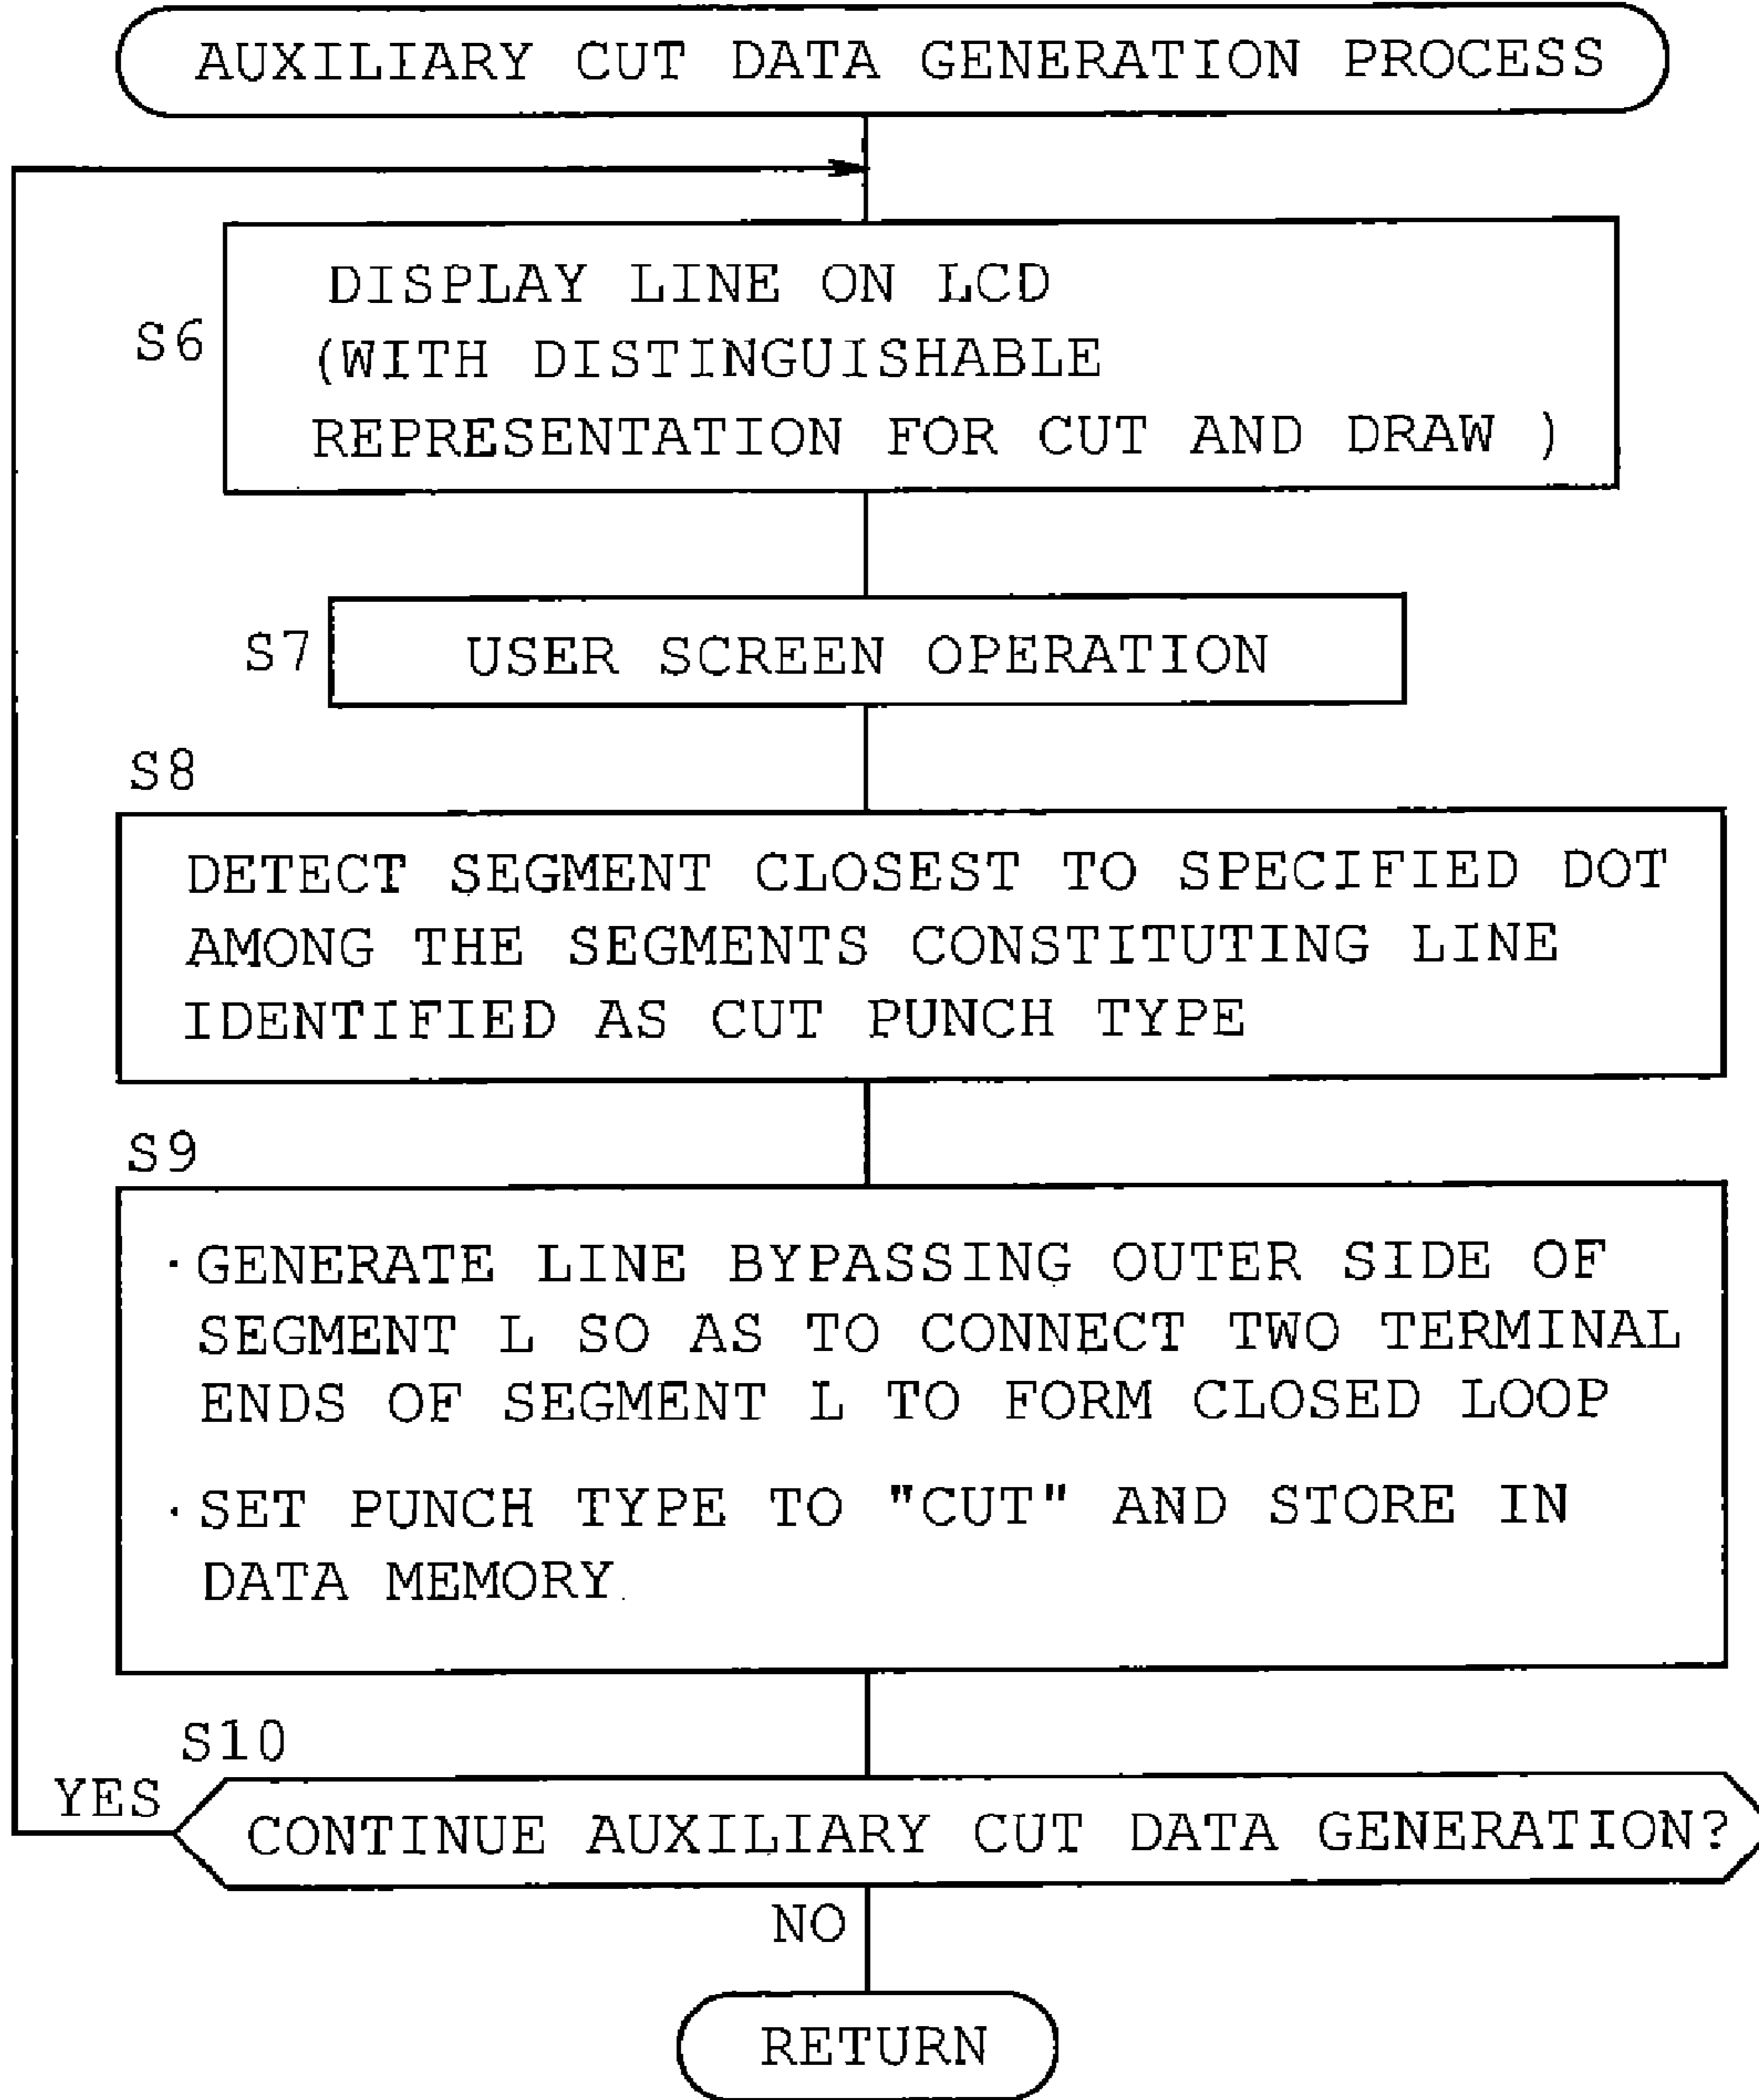 AUXILIARY CUT DATA GENERATION PROCESS
S6
DISPLAY LINE ON LCD
(WITH DISTINGUISHABLE
REPRESENTATION FOR CUT AND DRAW )
S7
USER SCREEN OPERATION
S8
DETECT SEGMENT CLOSEST TO SPECIFIED DOT
AMONG THE SEGMENTS CONSTITUTING LINE
IDENTIFIED AS CUT PUNCH TYPE
S9
·GENERATE LINE BYPASSING OUTER SIDE OF
SEGMENT L SO AS TO CONNECT TWO TERMINAL
ENDS OF SEGMENT L TO FORM CLOSED LOOP
·SET PUNCH TYPE TO "CUT" AND STORE IN
DATA MEMORY
S10
YES
CONTINUE AUXILIARY CUT DATA GENERATION?
NO
RETURN